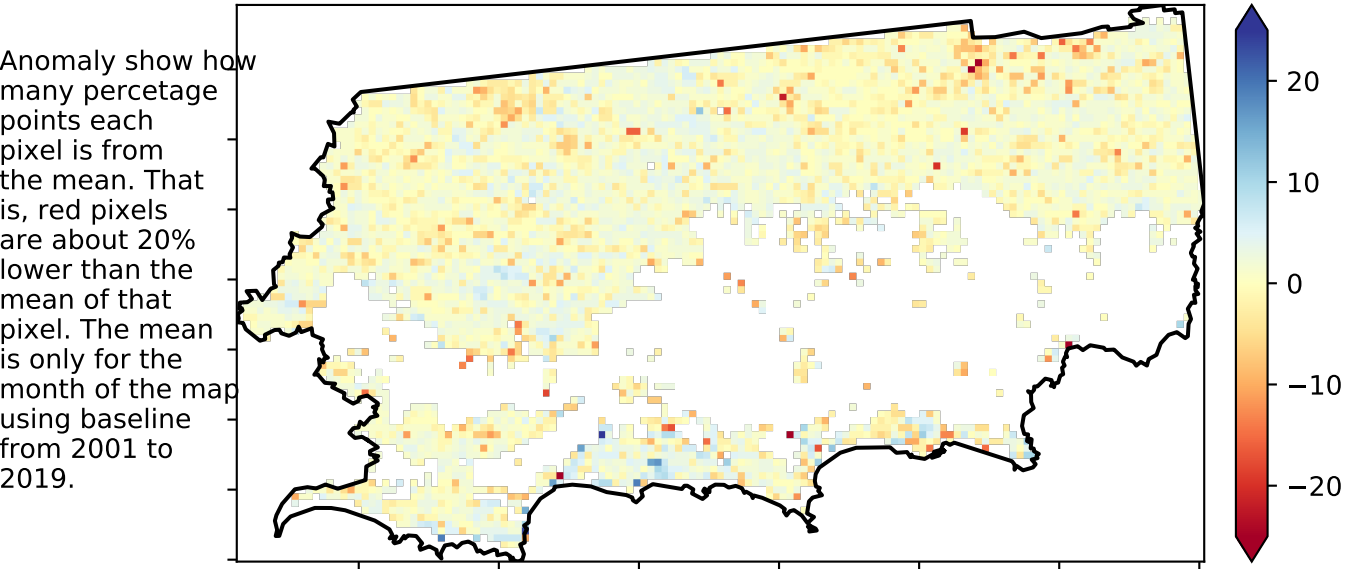 Anomaly show how
many percetage
points each
pixel is from
the mean. That
is, red pixels
are about 20%
lower than the
mean of that
pixel. The mean
is only for the
month of the map
using baseline
from 2001 to
2019.
20
10
0
−10
−20